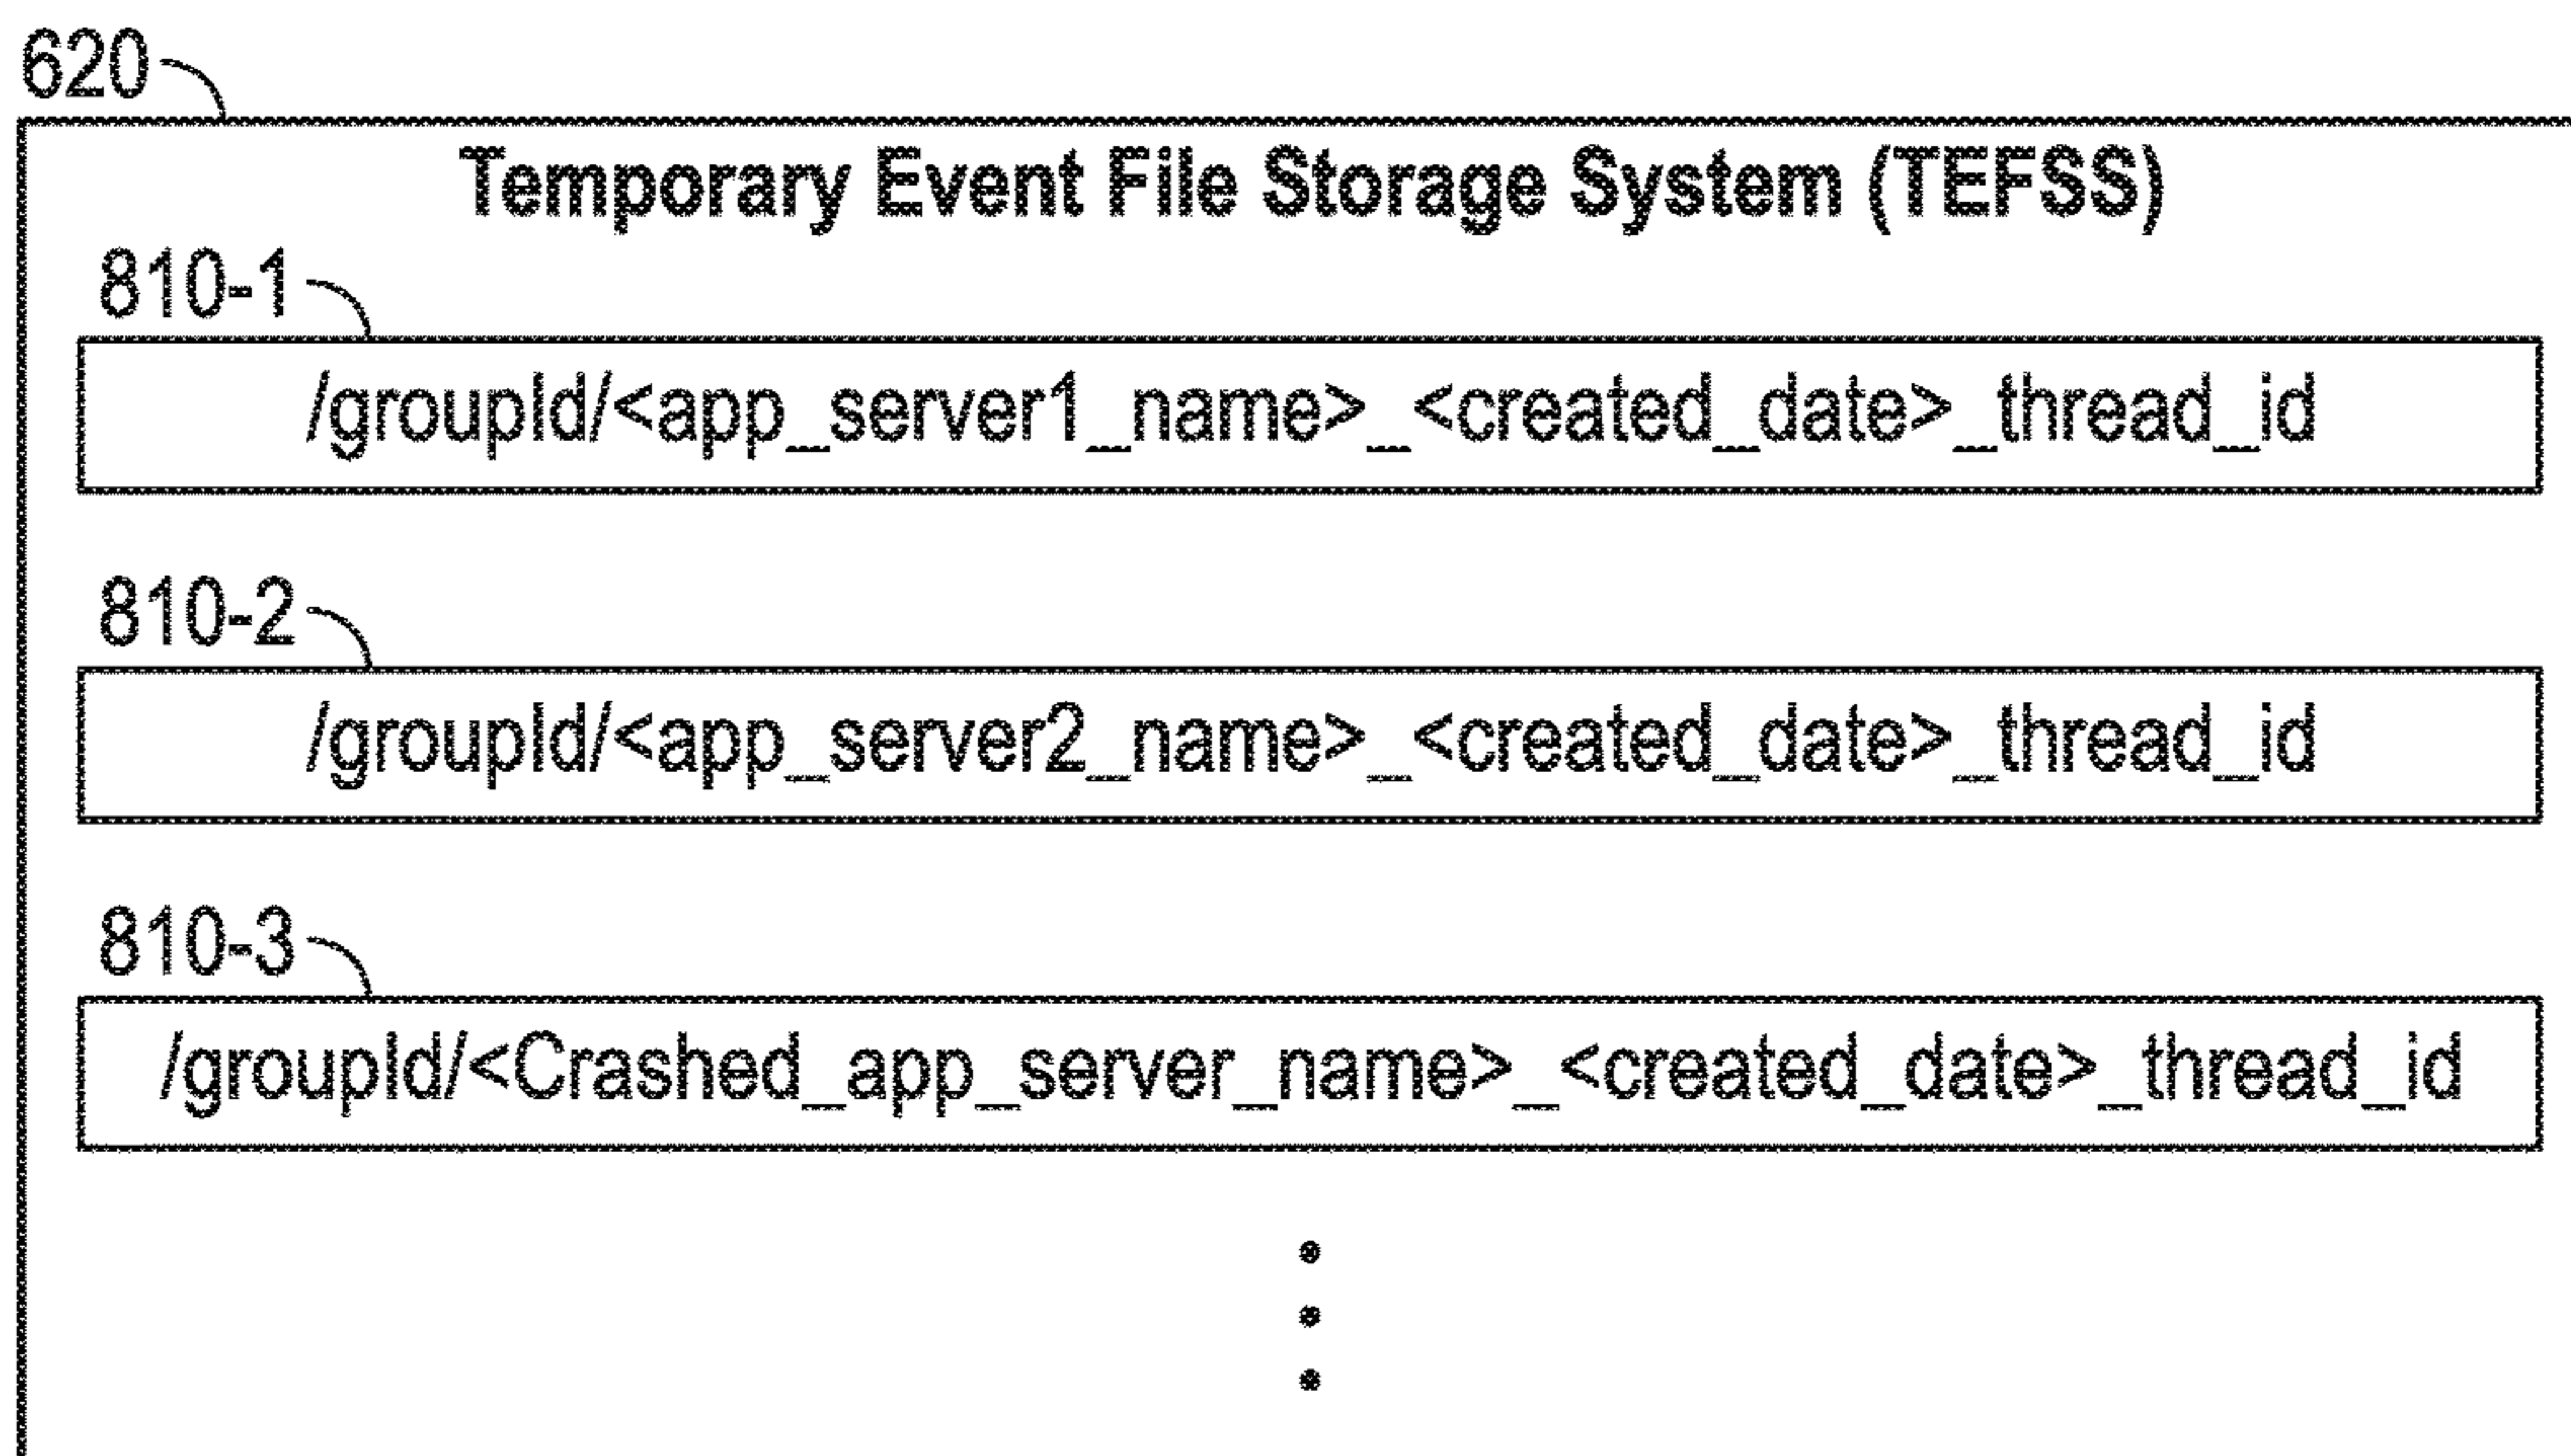 620
Temporary Event File Storage System (TEFSS)
810-1
/groupId/<app_server1_name>_<created_date>_thread_id
810-2
/groupId/<app_server2_name>_<created_date>_thread_id
810-3
/groupId/<Crashed_app_server_name>_<created_date>_thread_id